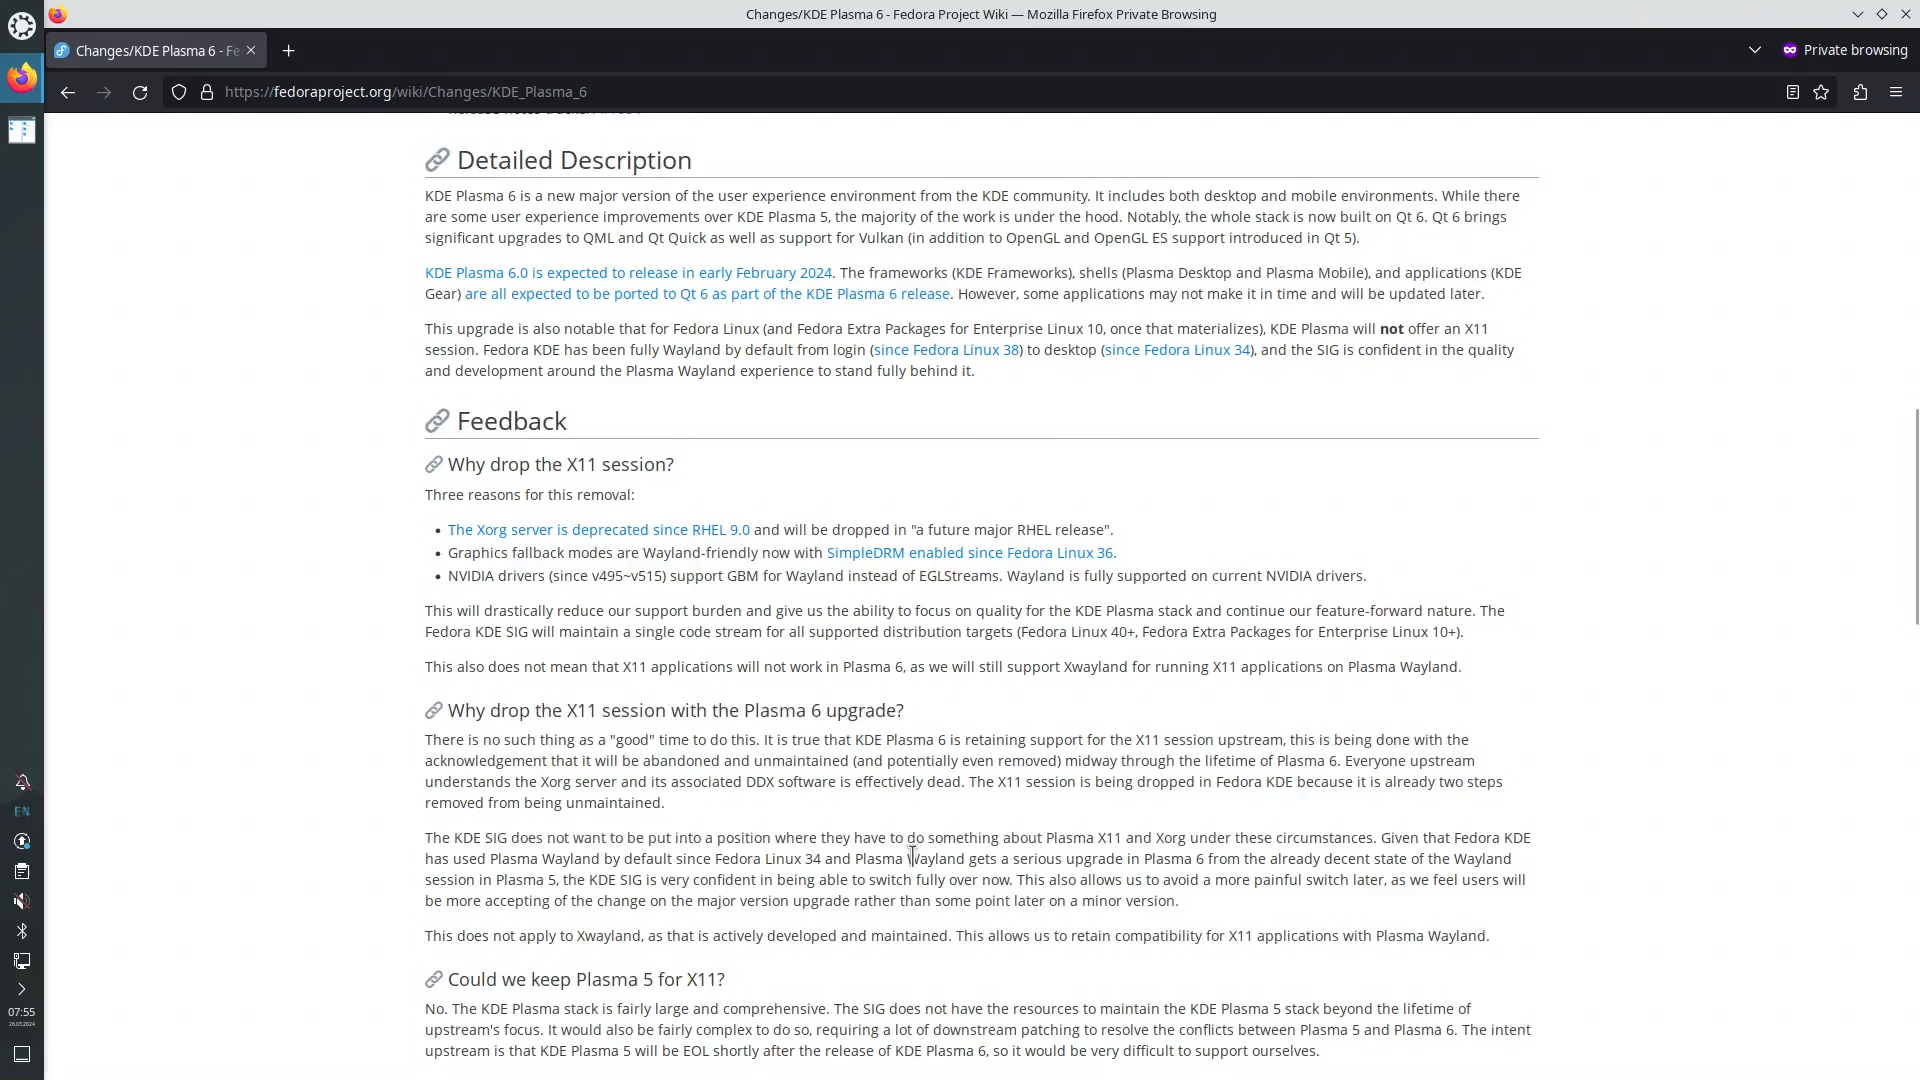 Changes/KDE Plasma 6 - Fedora Project Wiki — Mozilla Firefox Private Browsing
Changes/KDE Plasma 6 - Fe
Private browsing
https://fedoraproject.org/wiki/Changes/KDE_Plasma_6
Detailed Description
KDE Plasma 6 is a new major version of the user experience environment from the KDE community. It includes both desktop and mobile environments. While there
are some user experience improvements over KDE Plasma 5, the majority of the work is under the hood. Notably, the whole stack is now built on Qt 6. Qt 6 brings
significant upgrades to QML and Qt Quick as well as support for Vulkan (in addition to OpenGL and OpenGL ES support introduced in Qt 5).
KDE Plasma 6.0 is expected to release in early February 2024. The frameworks (KDE Frameworks), shells (Plasma Desktop and Plasma Mobile), and applications (KDE
Gear) are all expected to be ported to Qt 6 as part of the KDE Plasma 6 release. However, some applications may not make it in time and will be updated later.
This upgrade is also notable that for Fedora Linux (and Fedora Extra Packages for Enterprise Linux 10, once that materializes), KDE Plasma will not offer an X11
session. Fedora KDE has been fully Wayland by default from login (since Fedora Linux 38) to desktop (since Fedora Linux 34), and the SIG is confident in the quality
and development around the Plasma Wayland experience to stand fully behind it.
Feedback
Why drop the X11 session?
Three reasons for this removal:
• The Xorg server is deprecated since RHEL 9.0 and will be dropped in "a future major RHEL release".
• Graphics fallback modes are Wayland-friendly now with SimpleDRM enabled since Fedora Linux 36.
• NVIDIA drivers (since v495~v515) support GBM for Wayland instead of EGLStreams. Wayland is fully supported on current NVIDIA drivers.
This will drastically reduce our support burden and give us the ability to focus on quality for the KDE Plasma stack and continue our feature-forward nature. The
Fedora KDE SIG will maintain a single code stream for all supported distribution targets (Fedora Linux 40+, Fedora Extra Packages for Enterprise Linux 10+).
This also does not mean that X11 applications will not work in Plasma 6, as we will still support Xwayland for running X11 applications on Plasma Wayland.
Why drop the X11 session with the Plasma 6 upgrade?
There is no such thing as a "good" time to do this. It is true that KDE Plasma 6 is retaining support for the X11 session upstream, this is being done with the
acknowledgement that it will be abandoned and unmaintained (and potentially even removed) midway through the lifetime of Plasma 6. Everyone upstream
understands the Xorg server and its associated DDX software is effectively dead. The X11 session is being dropped in Fedora KDE because it is already two steps
removed from being unmaintained.
The KDE SIG does not want to be put into a position where they have to do something about Plasma X11 and Xorg under these circumstances. Given that Fedora KDE
has used Plasma Wayland by default since Fedora Linux 34 and Plasma Wayland gets a serious upgrade in Plasma 6 from the already decent state of the Wayland
session in Plasma 5, the KDE SIG is very confident in being able to switch fully over now. This also allows us to avoid a more painful switch later, as we feel users will
be more accepting of the change on the major version upgrade rather than some point later on a minor version.
This does not apply to Xwayland, as that is actively developed and maintained. This allows us to retain compatibility for X11 applications with Plasma Wayland.
Could we keep Plasma 5 for X11?
No. The KDE Plasma stack is fairly large and comprehensive. The SIG does not have the resources to maintain the KDE Plasma 5 stack beyond the lifetime of
upstream's focus. It would also be fairly complex to do so, requiring a lot of downstream patching to resolve the conflicts between Plasma 5 and Plasma 6. The intent
upstream is that KDE Plasma 5 will be EOL shortly after the release of KDE Plasma 6, so it would be very difficult to support ourselves.
EN
07:55
26.03.2024